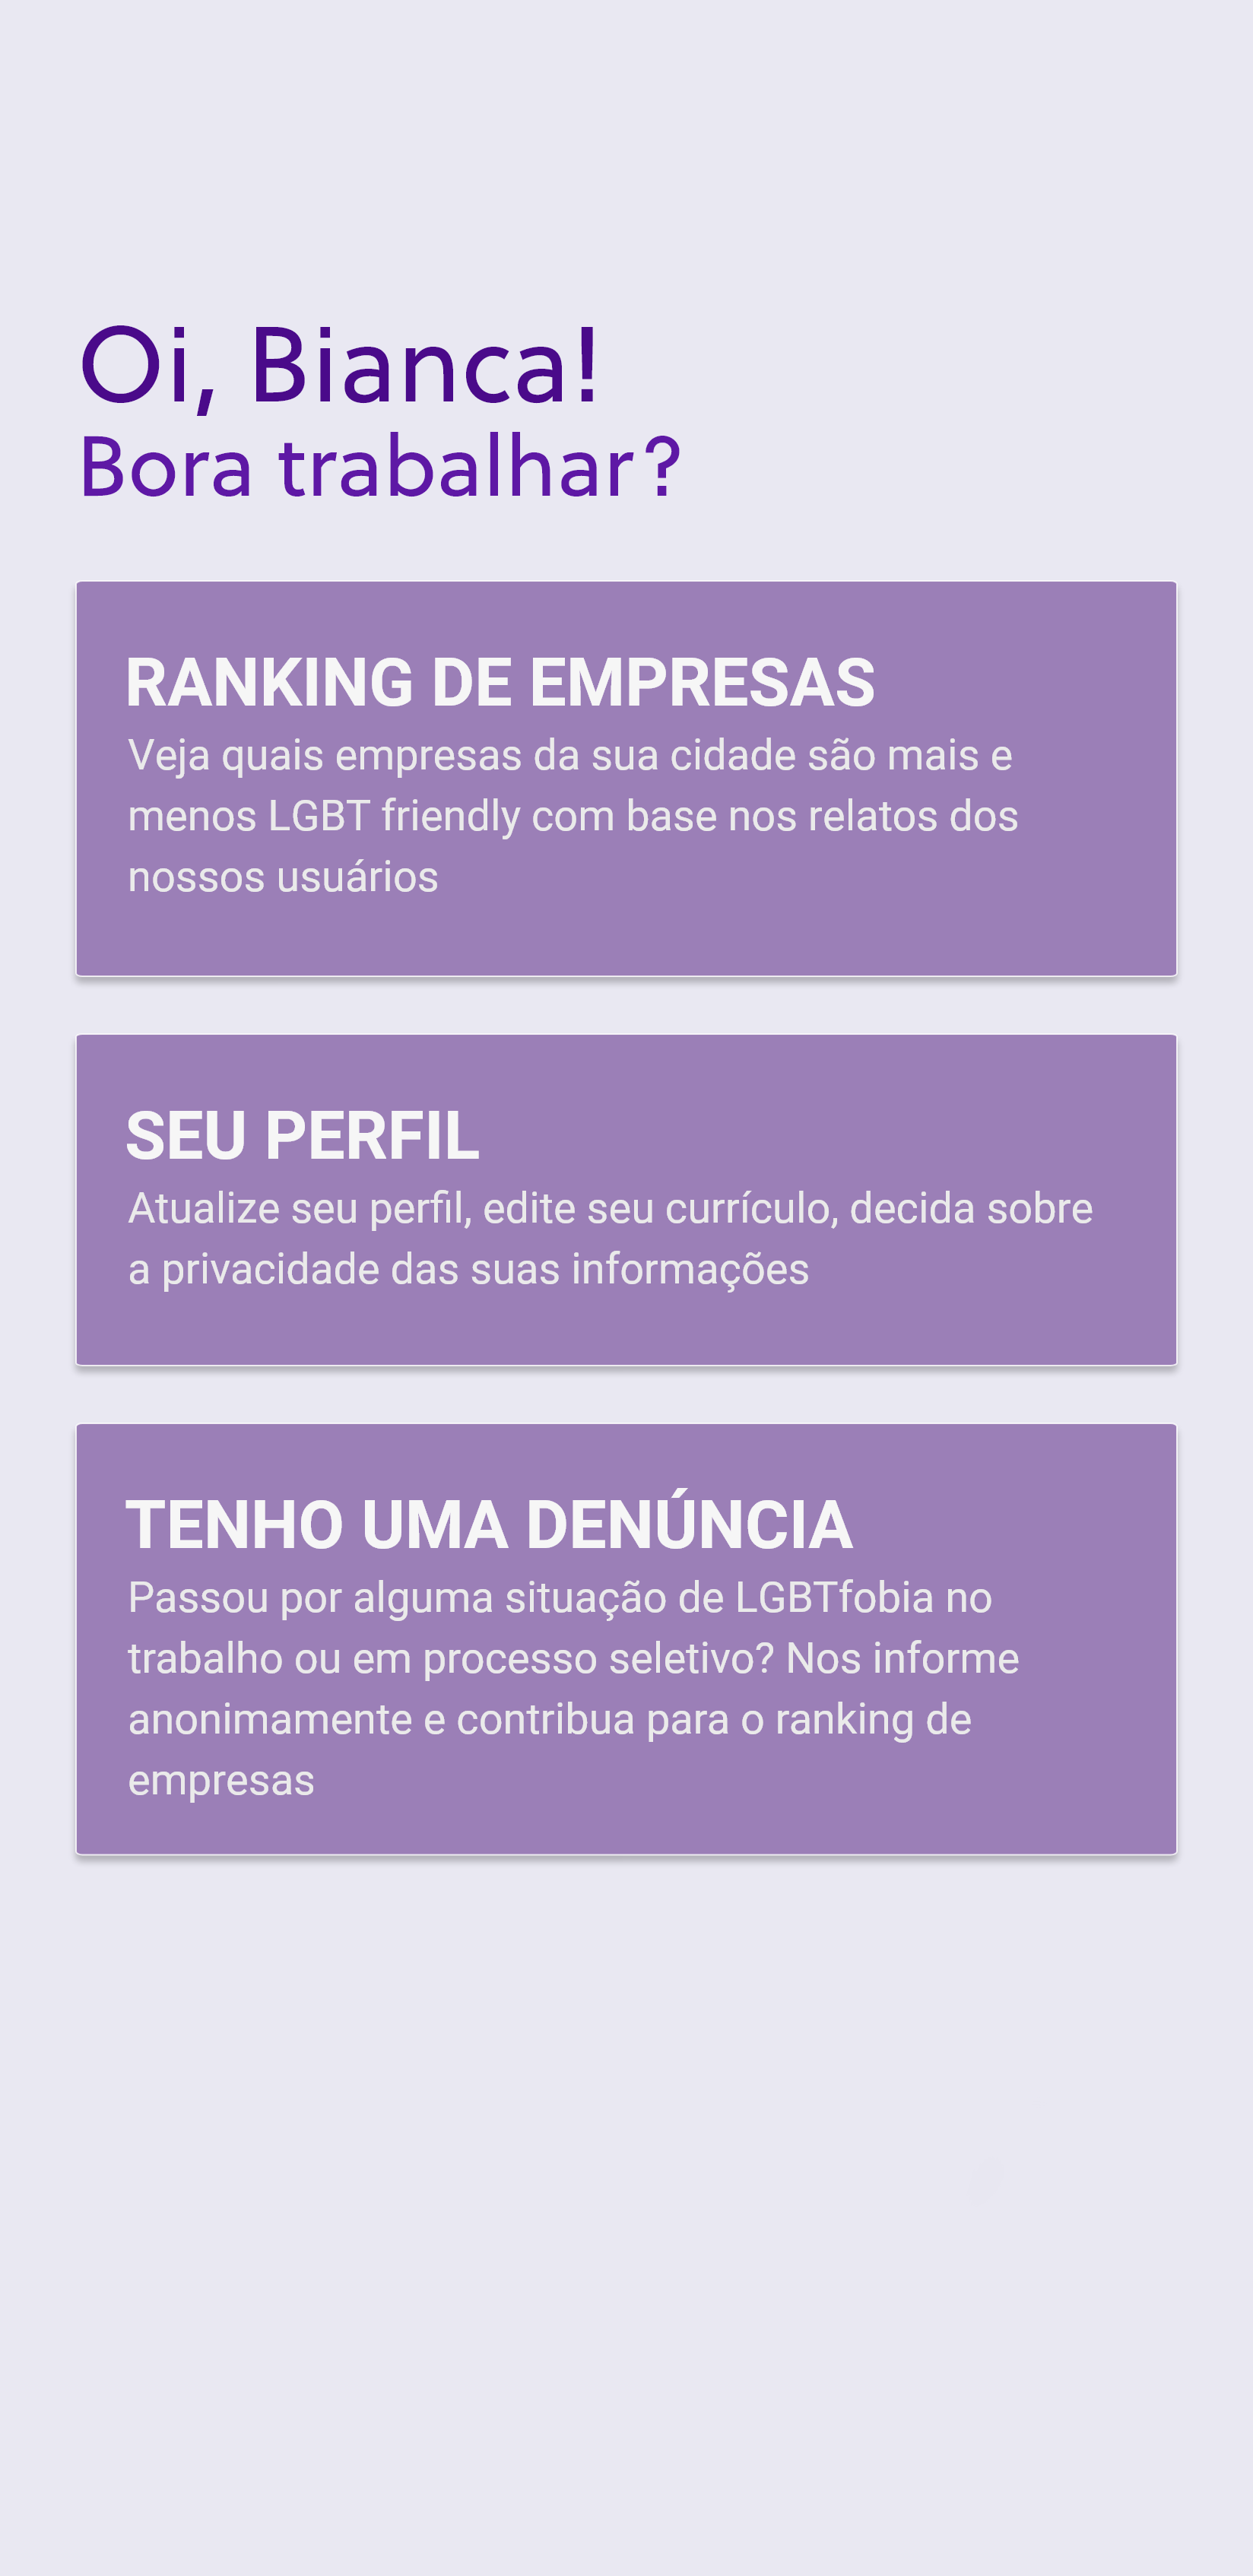 Oi, Bianca!
Bora trabalhar?
RANKING DE EMPRESAS
Veja quais empresas da sua cidade são mais e
menos LGBT friendly com base nos relatos dos
nossos usuários
SEU PERFIL
Atualize seu perfil, edite seu currículo, decida sobre
a privacidade das suas informações
TENHO UMA DENÚNCIA
Passou por alguma situação de LGBTfobia no
trabalho ou em processo seletivo? Nos informe
anonimamente e contribua para o ranking de
empresas